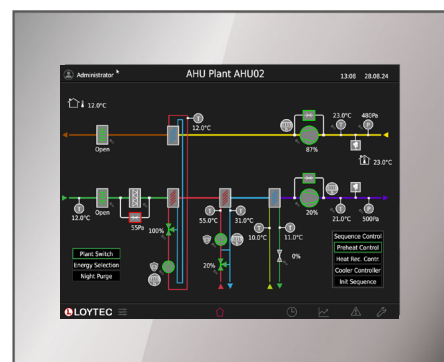 Administrator
AHU Plant AHU02
13:08 28.08.24
12.0°C
T
12.0°C
23.0°C
480Pa
T
P
Open
87%
23.0°C
T
12.0°C
Open
55Pa
100%
T
55.0°C
T
31.0°C
20%
T
10.0°C
T
11.0°C
0%
20%
T
21.0°C
P
500Pa
Plant Switch
Energy Selection
Night Purge
Sequence Control
Preheat Control
Heat Rec. Contr.
Cooler Controller
Init Sequence
LOYTEC